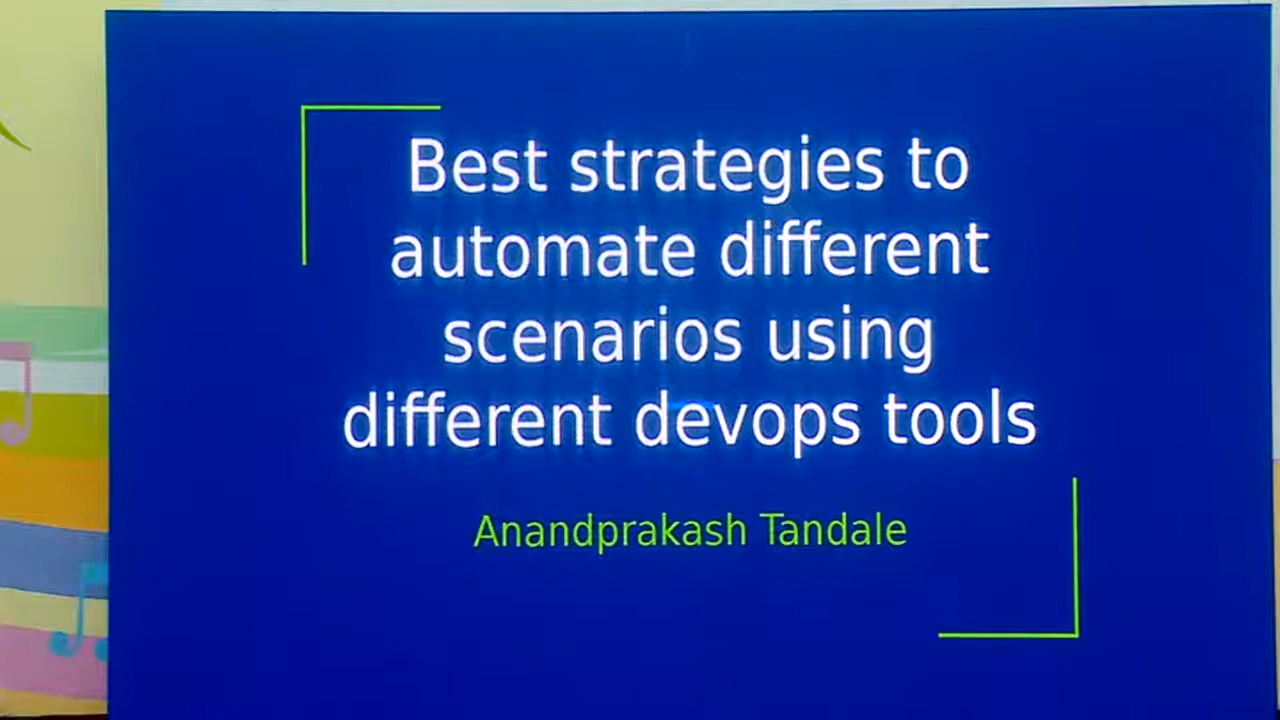 Best strategies to
automate different
scenarios using
different devops tools
Anandprakash Tandale